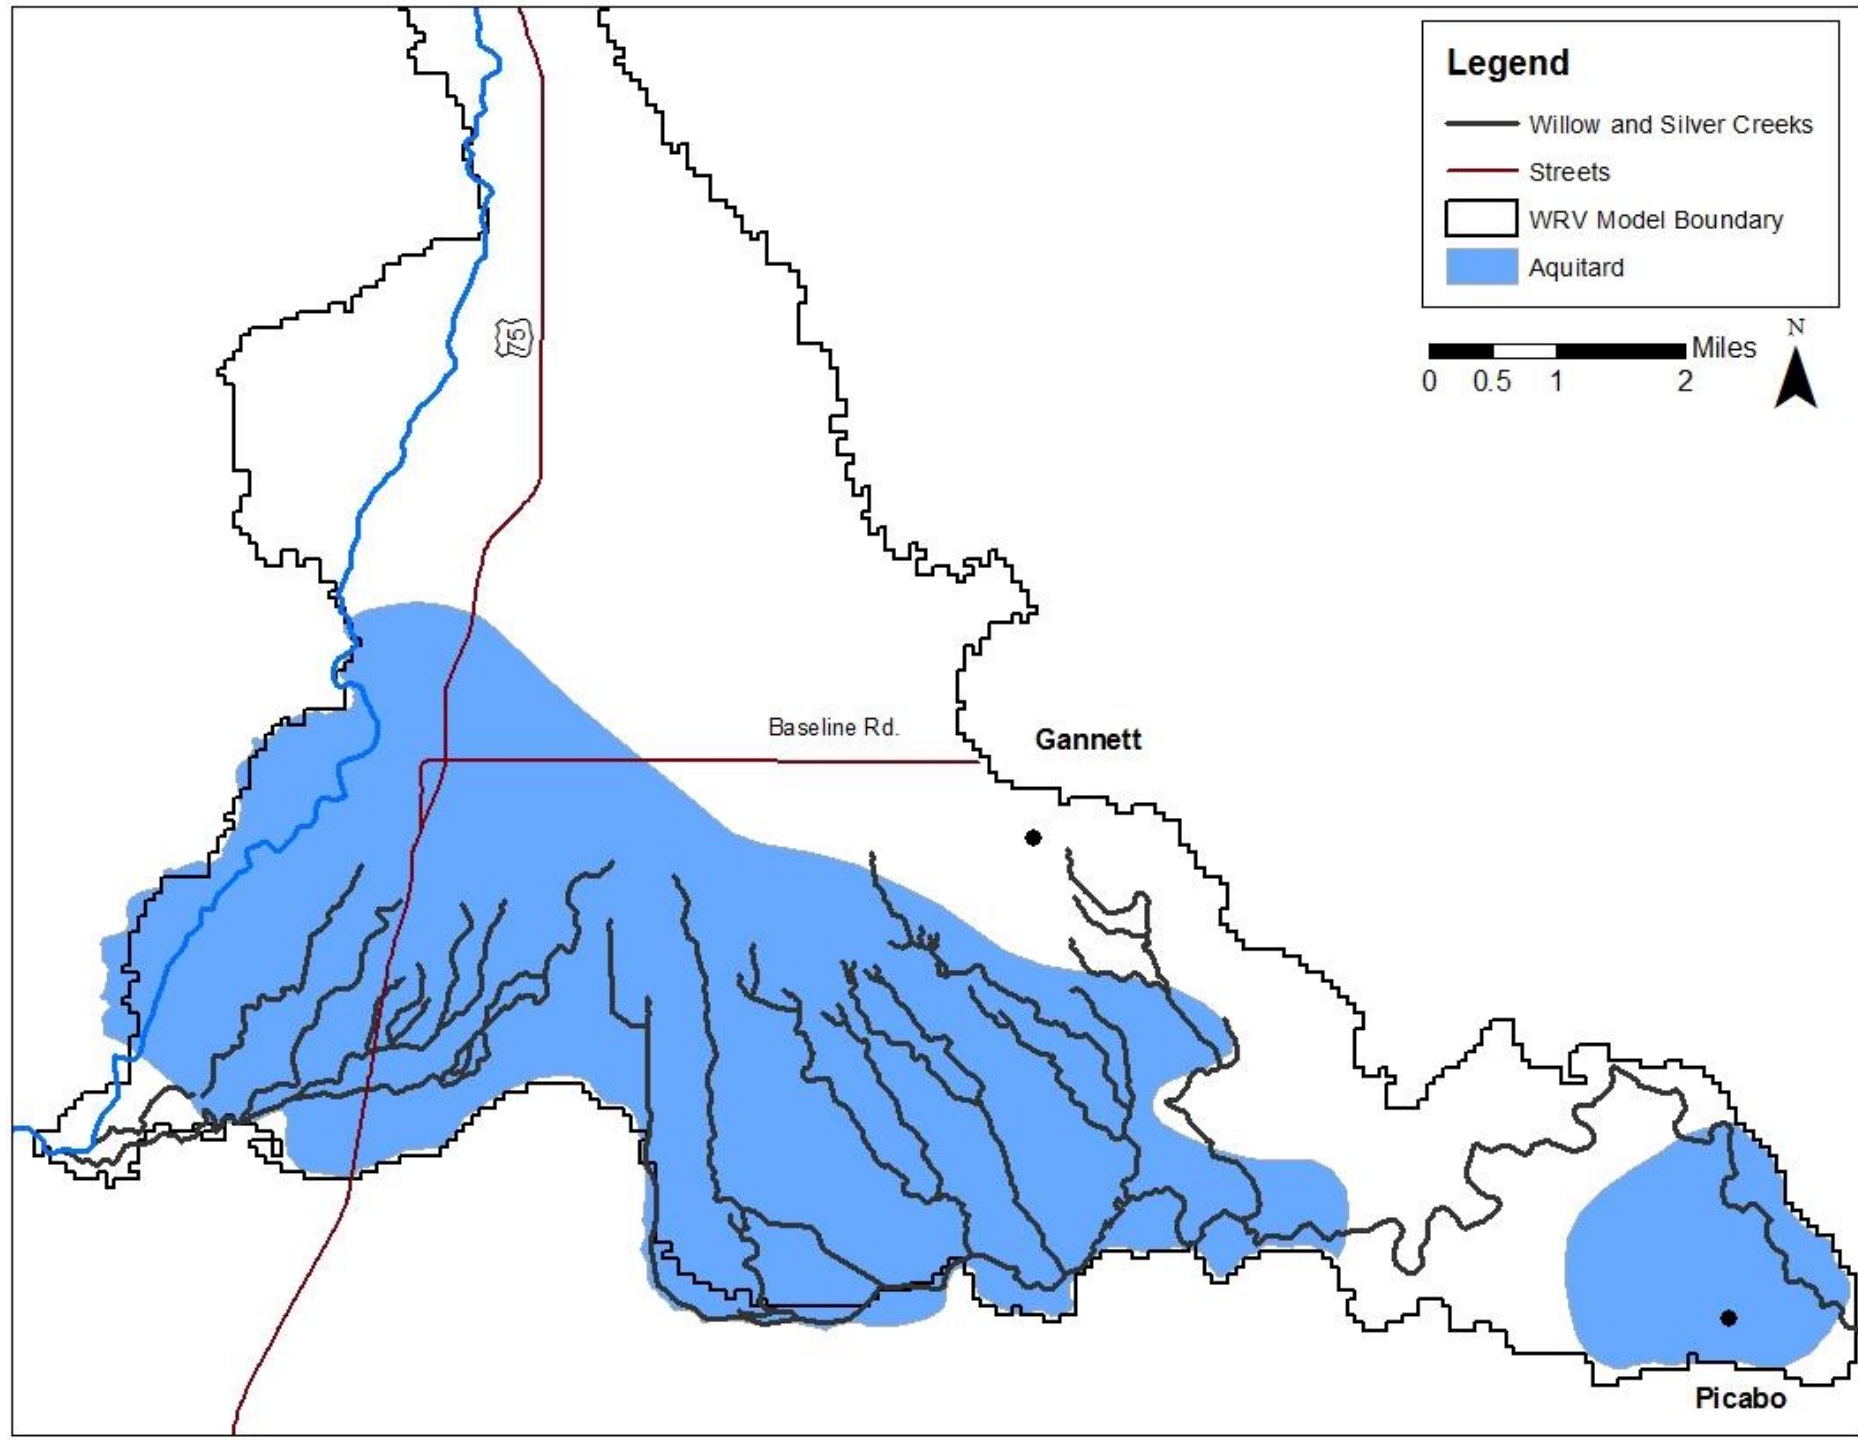 Legend
Willow and Silver Creeks
Streets
WRV Model Boundary
Aquitard
N
Miles
0 0.5 1 2
75
Baseline Rd.
Gannett
Picabo